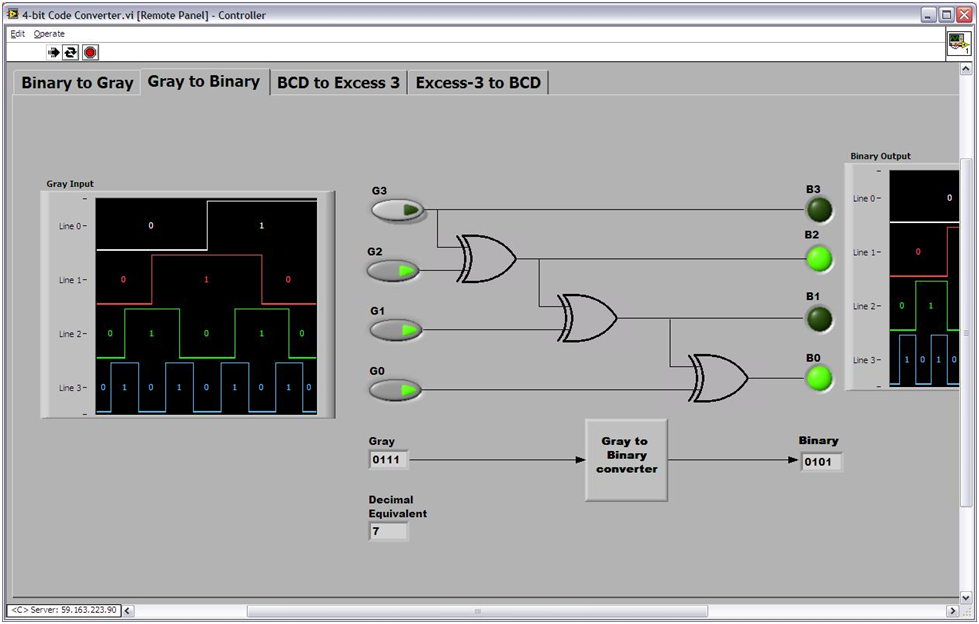 4-bit Code Converter.vi [Remote Panel] - Controller
Edit Operate
1
Binary to Gray Gray to Binary BCD to Excess 3 Excess-3 to BCD
Gray Input
Line 0
0 1
Line 1
0 1 0
Line 2
0 1 0 1 0
Line 3
0 1 0 1 0 1 0 1 0
G3
G2
G1
G0
B3
B2
B1
B0
Binary Output
Line 0
0
Line 1
0
Line 2
0 1
Line 3
1 0 1 0
Gray
0111
Gray to
Binary
converter
Binary
0101
Decimal
Equivalent
7
<C> Server: 59.163.223.90